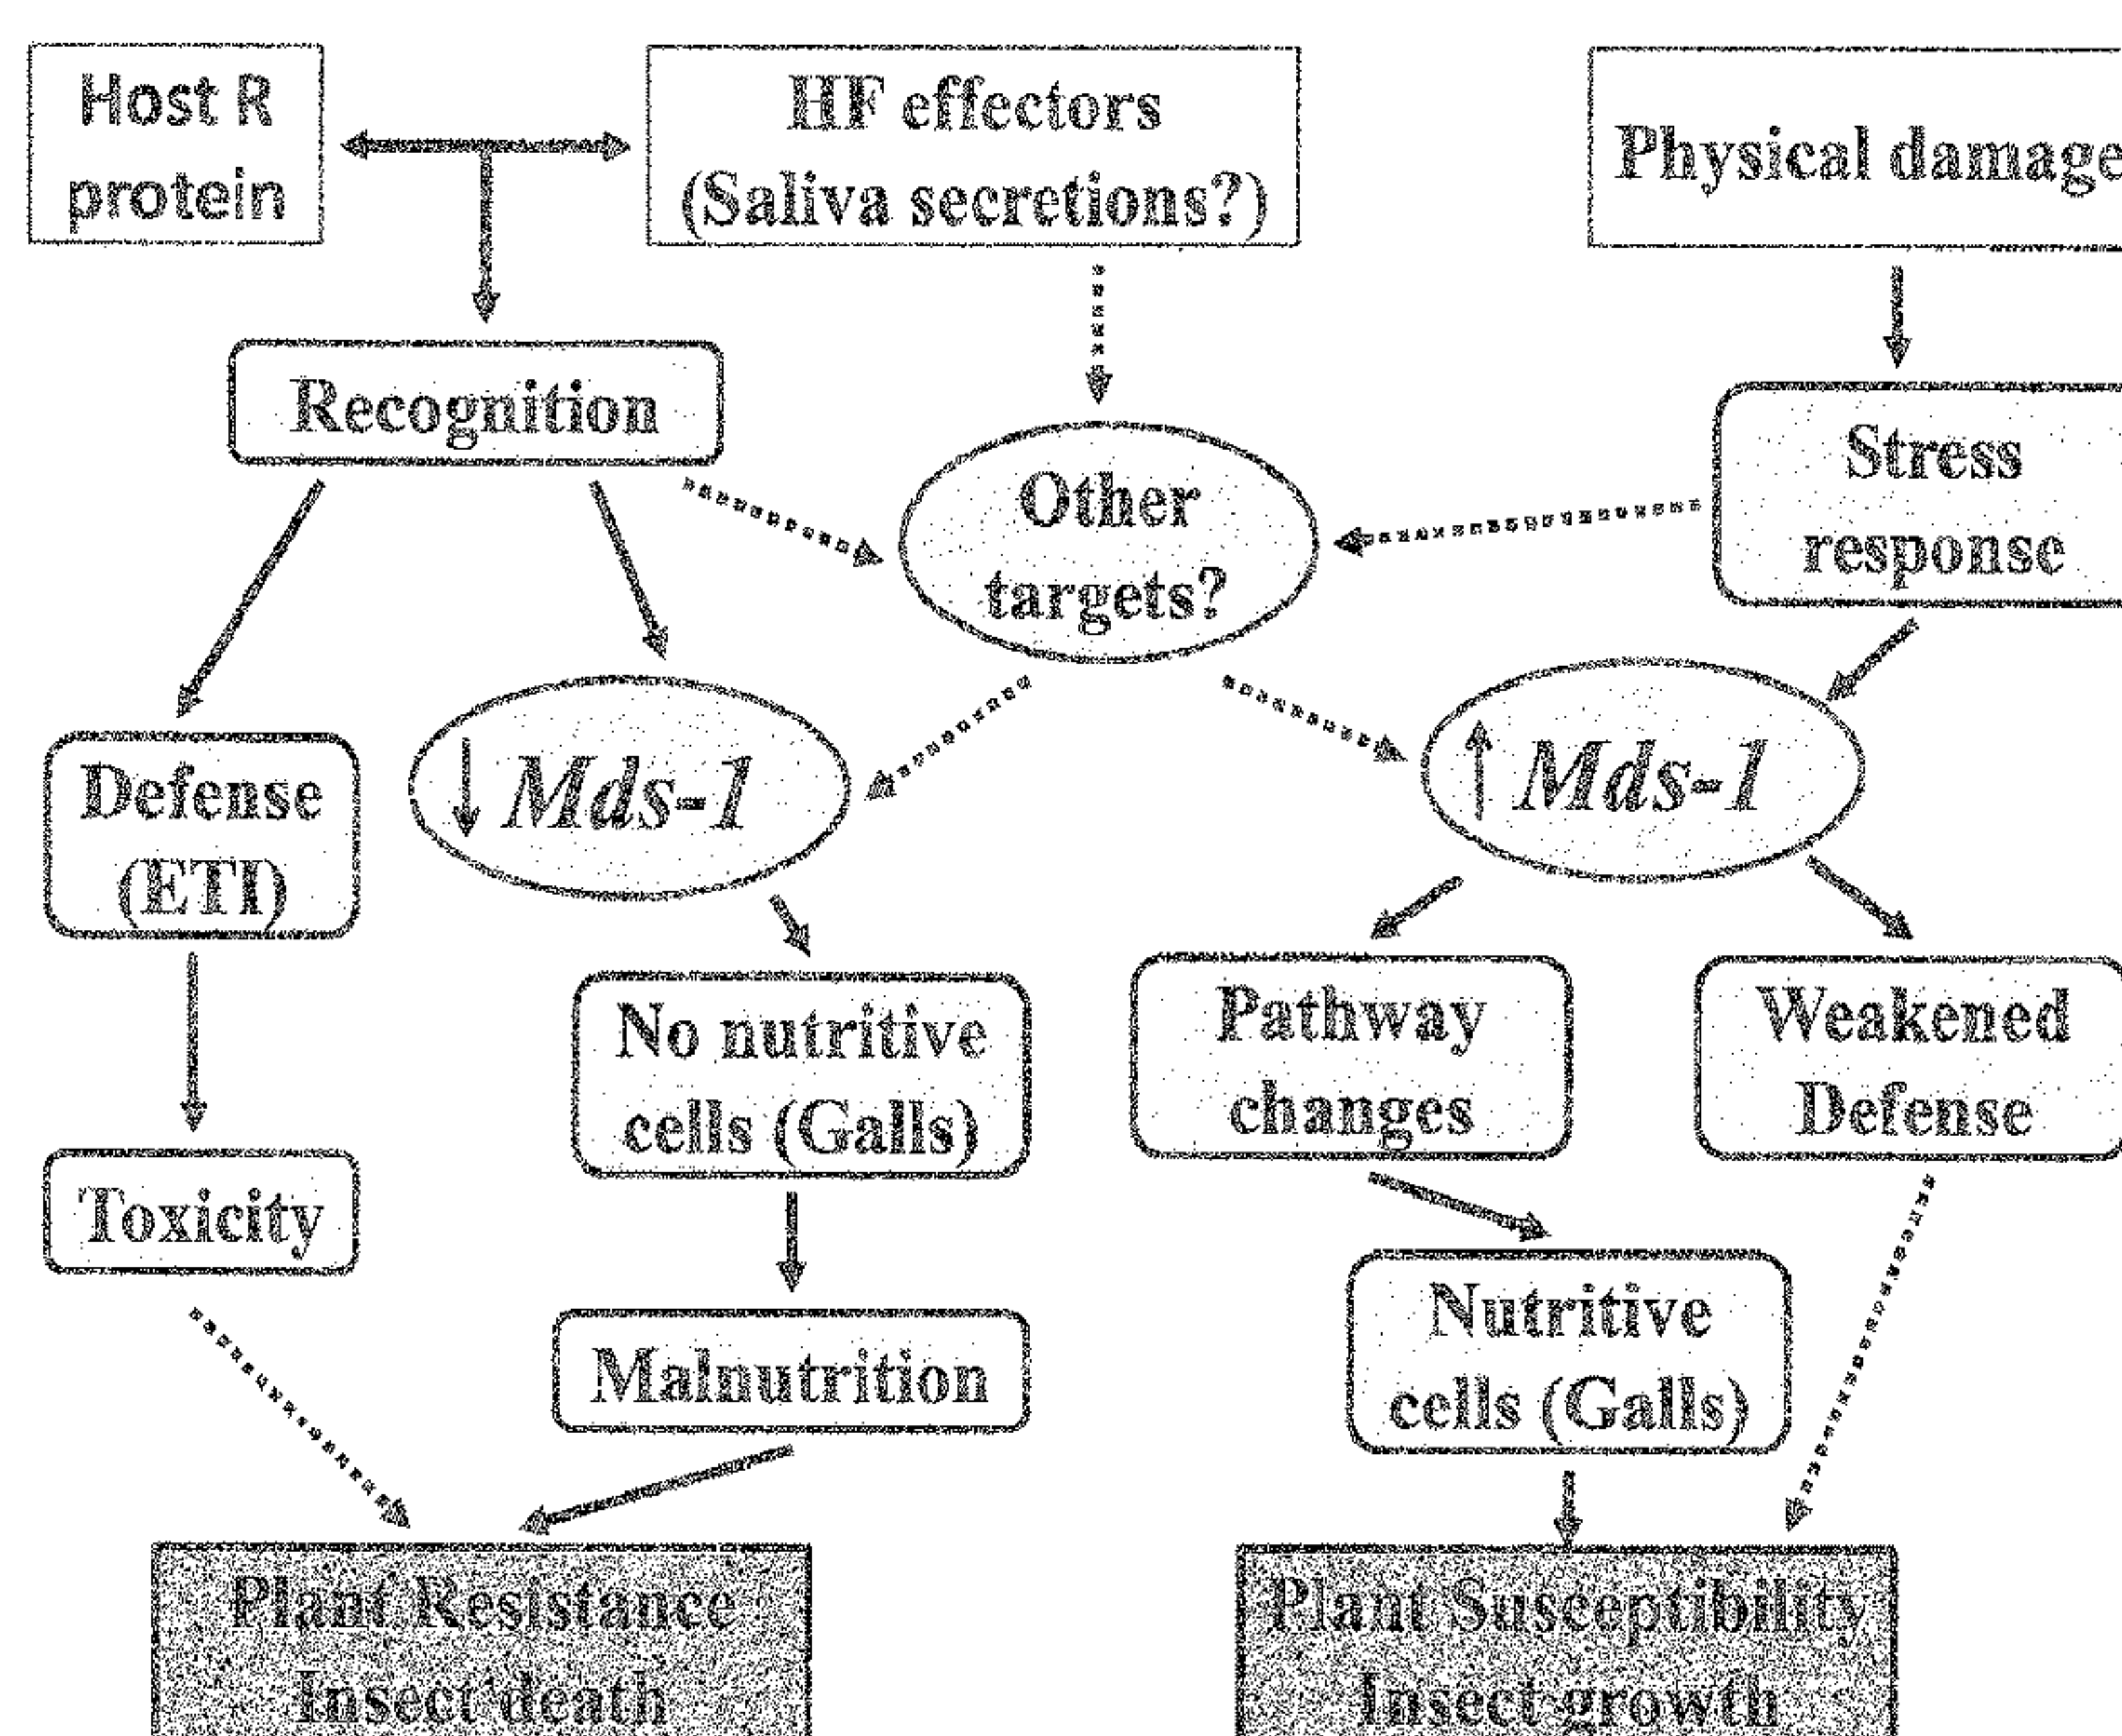 Host R
protein
HF effectors
(Saliva secretions?)
Physical damage
Recognition
Other
targets?
Stress
response
Defense
(ETI)
↓ Mds-1
↑ Mds-1
No nutritive
cells (Galls)
Pathway
changes
Weakened
Defense
Toxicity
Malnutrition
Nutritive
cells (Galls)
Plant Resistance
Insect death
Plant Susceptibility
Insect growth